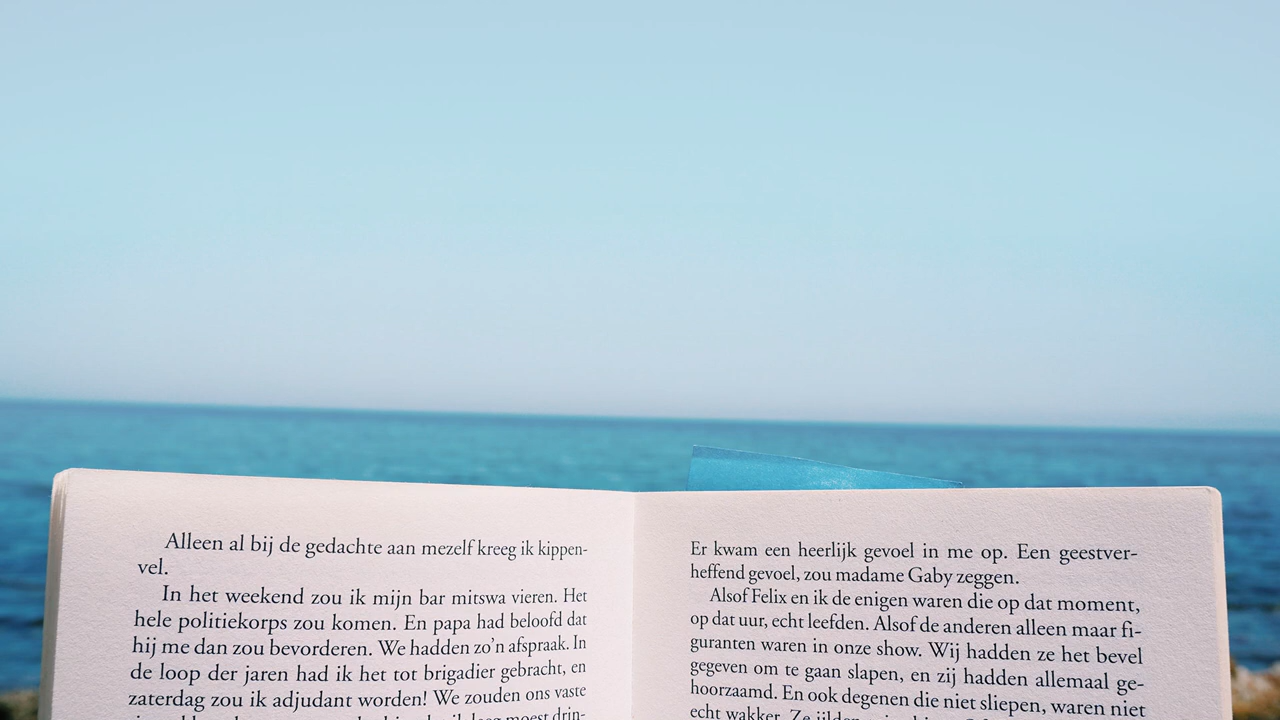 Alleen al bij de gedachte aan mezelf kreeg ik kippen-
vel.
In het weekend zou ik mijn bar mitswa vieren. Het
hele politiekorps zou komen. En papa had beloofd dat
hij me dan zou bevorderen. We hadden zo'n afspraak. In
de loop der jaren had ik het tot brigadier gebracht, en
zaterdag zou ik adjudant worden! We zouden ons vaste
moest drin-
Er kwam een heerlijk gevoel in me op. Een geestver-
heffend gevoel, zou madame Gaby zeggen.
Alsof Felix en ik de enigen waren die op dat moment,
op dat uur, echt leefden. Alsof de anderen alleen maar fi-
guranten waren in onze show. Wij hadden ze het bevel
gegeven om te gaan slapen, en zij hadden allemaal ge-
hoorzaamd. En ook degenen die niet sliepen, waren niet
echt wakker. Ze